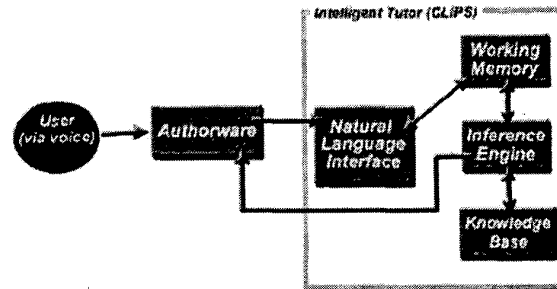 Intelligent Tutor (CLIPS)
Working
Memory
User
(via voice)
Authorware
Natural
Language
Interface
Inference
Engine
Knowledge
Base